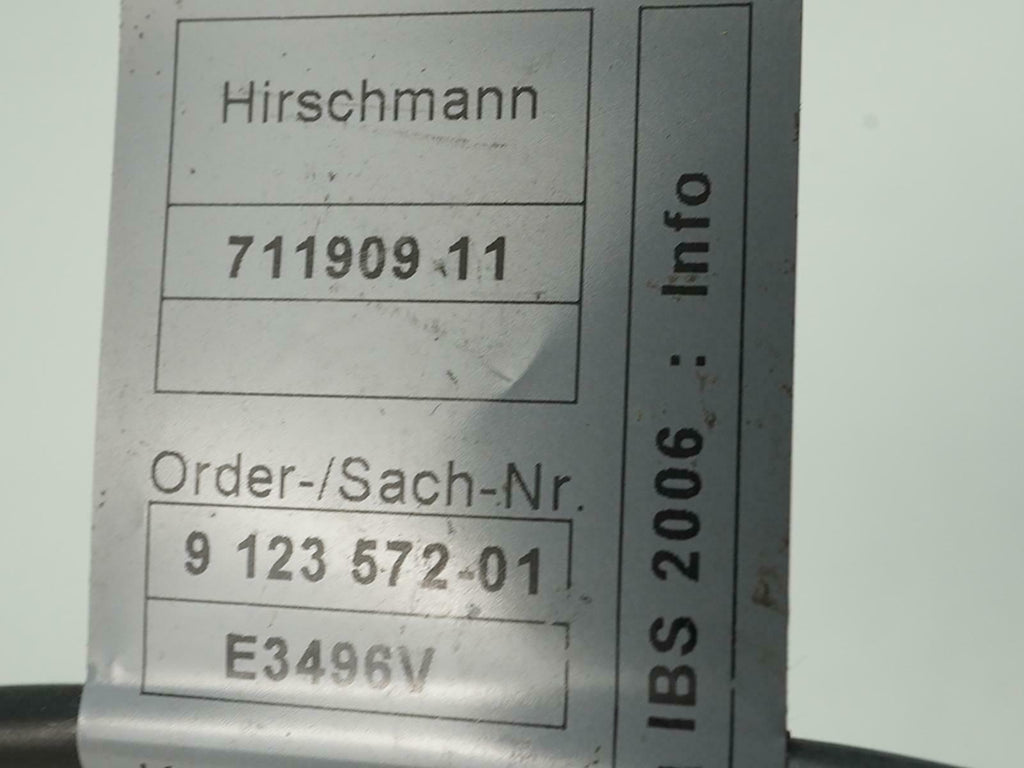 Hirschmann
711909 11
Order-/Sach-Nr.
9 123 572-01
E3496V
IBS 2006 : Info